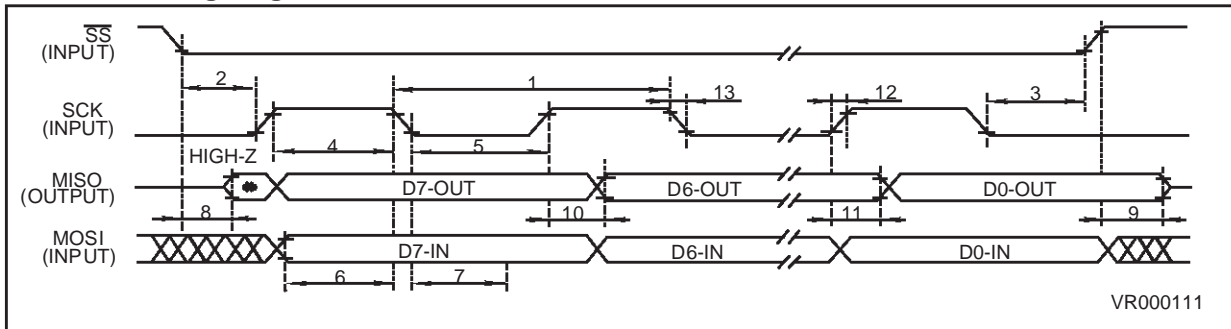 SS
(INPUT)
2
1
13
12
3
SCK
(INPUT)
4
5
HIGH-Z
MISO
(OUTPUT)
D7-OUT
D6-OUT
D0-OUT
8
10
11
9
MOSI
(INPUT)
D7-IN
D6-IN
D0-IN
6
7
VR000111